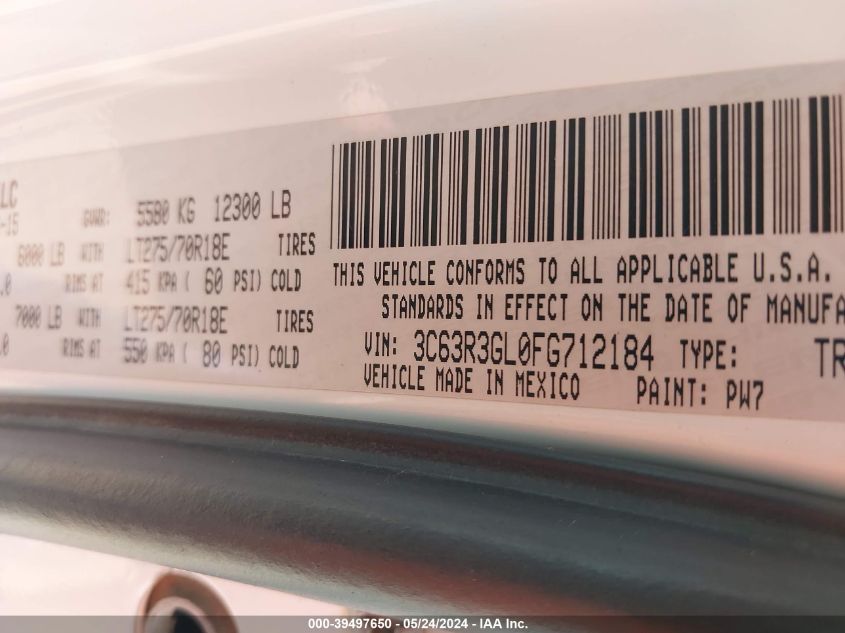 LC
-15
GVWR: 5580 KG 12300 LB
6000 LB WITH LT275/70R18E TIRES
.0 RIMS AT 415 KPA ( 60 PSI) COLD
7000 LB WITH LT275/70R18E TIRES
.0 RIMS AT 550 KPA ( 80 PSI) COLD
THIS VEHICLE CONFORMS TO ALL APPLICABLE U.S.A.
STANDARDS IN EFFECT ON THE DATE OF MANUFA
VIN: 3C63R3GL0FG712184 TYPE: TR
VEHICLE MADE IN MEXICO PAINT: PW7
000-39497650 - 05/24/2024 - IAA Inc.